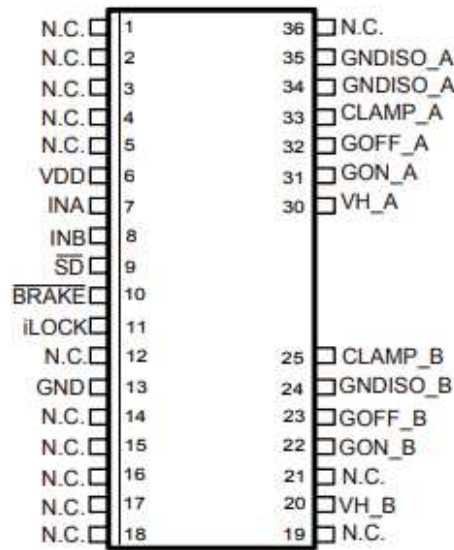 N.C. 1 36 N.C.
N.C. 2 35 GNDISO_A
N.C. 3 34 GNDISO_A
N.C. 4 33 CLAMP_A
N.C. 5 32 GOFF_A
VDD 6 31 GON_A
INA 7 30 VH_A
INB 8
SD 9
BRAKE 10
iLOCK 11
N.C. 12 25 CLAMP_B
GND 13 24 GNDISO_B
N.C. 14 23 GOFF_B
N.C. 15 22 GON_B
N.C. 16 21 N.C.
N.C. 17 20 VH_B
N.C. 18 19 N.C.